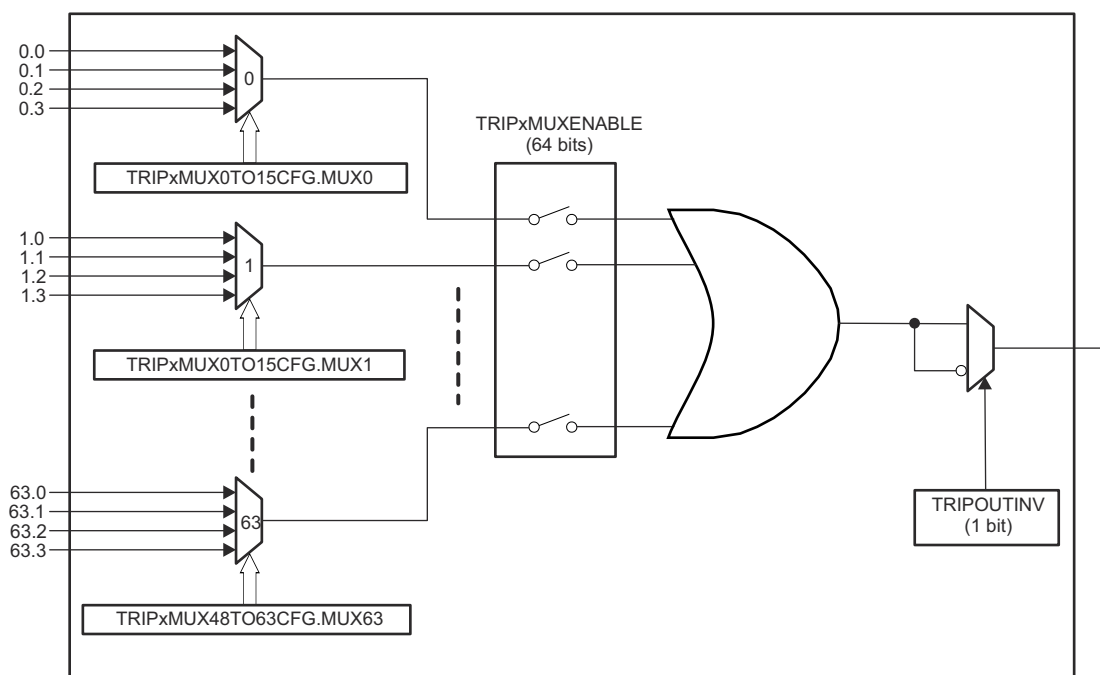 0.0
0.1
0.2
0.3
0
TRIPxMUX0TO15CFG.MUX0
TRIPxMUXENABLE
(64 bits)
1.0
1.1
1.2
1.3
1
TRIPxMUX0TO15CFG.MUX1
63.0
63.1
63.2
63.3
63
TRIPxMUX48TO63CFG.MUX63
TRIPOUTINV
(1 bit)